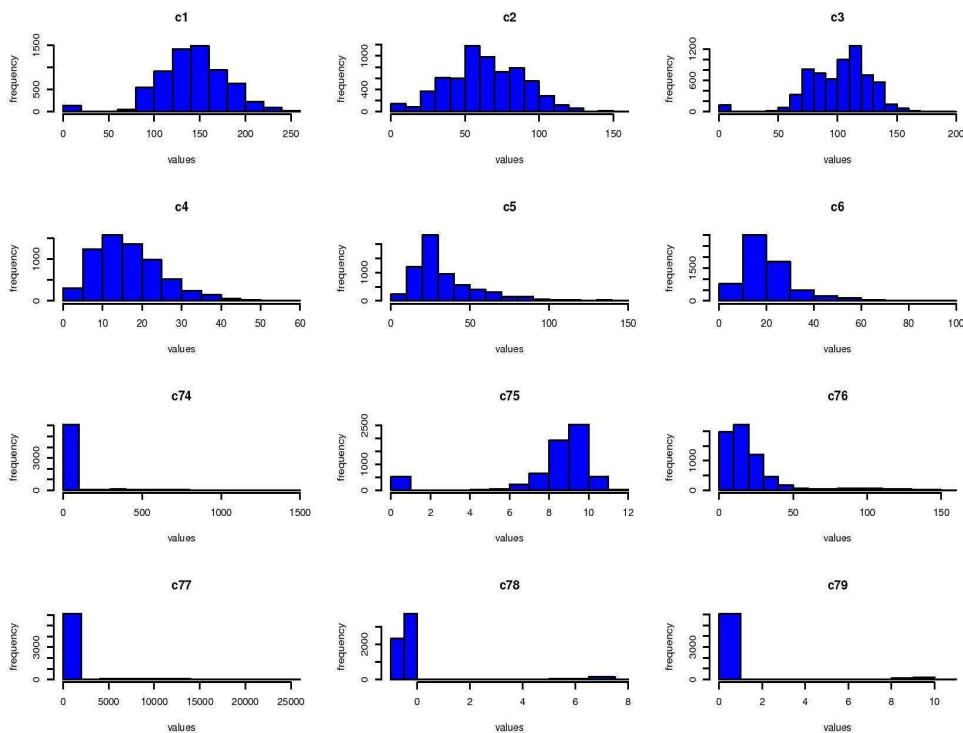 c1
frequency
0 500 1500
0 50 100 150 200 250
values
c2
frequency
0 400 1000
0 50 100 150
values
c3
frequency
0 600 1200
0 50 100 150 200
values
c4
frequency
0 1000
0 10 20 30 40 50 60
values
c5
frequency
0 1000
0 50 100 150
values
c6
frequency
0 1500
0 20 40 60 80 100
values
c74
frequency
0 3000
0 500 1000 1500
values
c75
frequency
0 1000 2500
0 2 4 6 8 10 12
values
c76
frequency
0 1000
0 50 100 150
values
c77
frequency
0 3000
0 5000 10000 15000 20000 25000
values
c78
frequency
0 2000
0 2 4 6 8
values
c79
frequency
0 3000
0 2 4 6 8 10
values